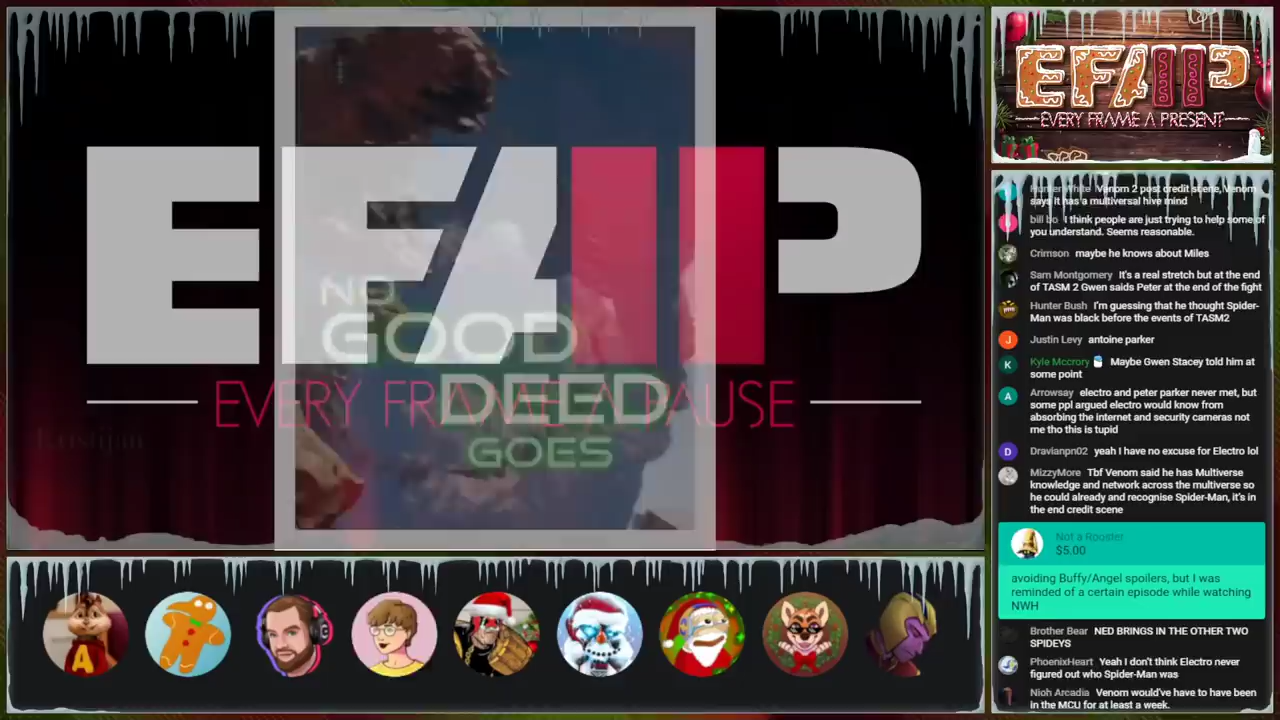 EFAP
EVERY FRAME A PAUSE
NO
GOOD
DEED
GOES
Kristijan
EFAP
EVERY FRAME A PRESENT
Hunter White Venom 2 post credit scene, Venom
says it has a multiversal hive mind
bill bo I think people are just trying to help some of
you understand. Seems reasonable.
Crimson maybe he knows about Miles
Sam Montgomery It's a real stretch but at the end
of TASM 2 Gwen saids Peter at the end of the fight
Hunter Bush I'm guessing that he thought Spider-
Man was black before the events of TASM2
J Justin Levy antoine parker
K Kyle Mccrory Maybe Gwen Stacey told him at
some point
A Arrowsay electro and peter parker never met, but
some ppl argued electro would know from
absorbing the internet and security cameras not
me tho this is tupid
D Dravianpn02 yeah I have no excuse for Electro lol
MizzyMore Tbf Venom said he has Multiverse
knowledge and network across the multiverse so
he could already and recognise Spider-Man, it's in
the end credit scene
Not a Rooster
$5.00
avoiding Buffy/Angel spoilers, but I was
reminded of a certain episode while watching
NWH
Brother Bear NED BRINGS IN THE OTHER TWO
SPIDEYS
PhoenixHeart Yeah I don't think Electro never
figured out who Spider-Man was
Nioh Arcadia Venom would've have to have been
in the MCU for at least a week.
A